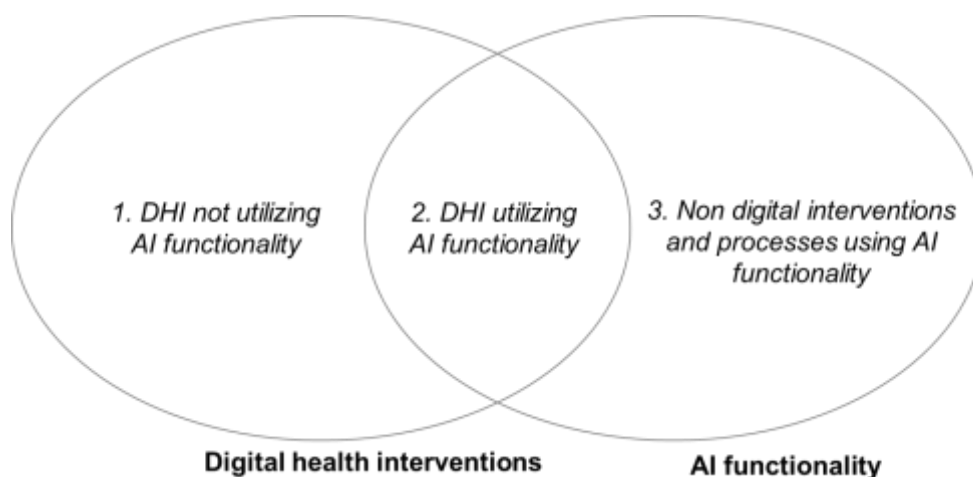 1. DHI not utilizing
AI functionality
2. DHI utilizing
AI functionality
3. Non digital interventions
and processes using AI
functionality
Digital health interventions
AI functionality